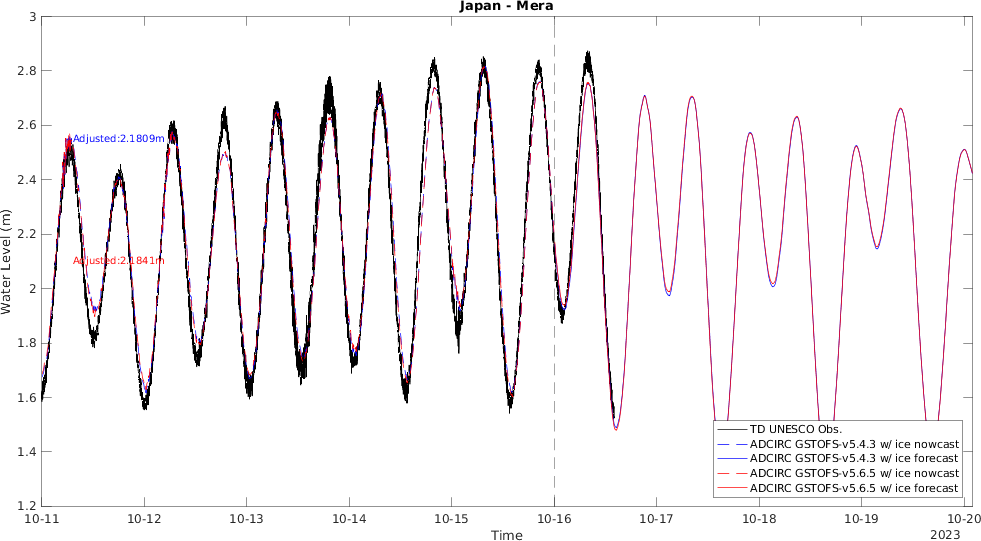 Japan - Mera
3
2.8
2.6
2.4
2.2
2
1.8
1.6
1.4
1.2
Water Level (m)
Adjusted:2.1809m
Adjusted:2.1841m
TD UNESCO Obs.
ADCIRC GSTOFS-v5.4.3 w/ ice nowcast
ADCIRC GSTOFS-v5.4.3 w/ ice forecast
ADCIRC GSTOFS-v5.6.5 w/ ice nowcast
ADCIRC GSTOFS-v5.6.5 w/ ice forecast
10-11 10-12 10-13 10-14 10-15 10-16 10-17 10-18 10-19 10-20
Time
2023